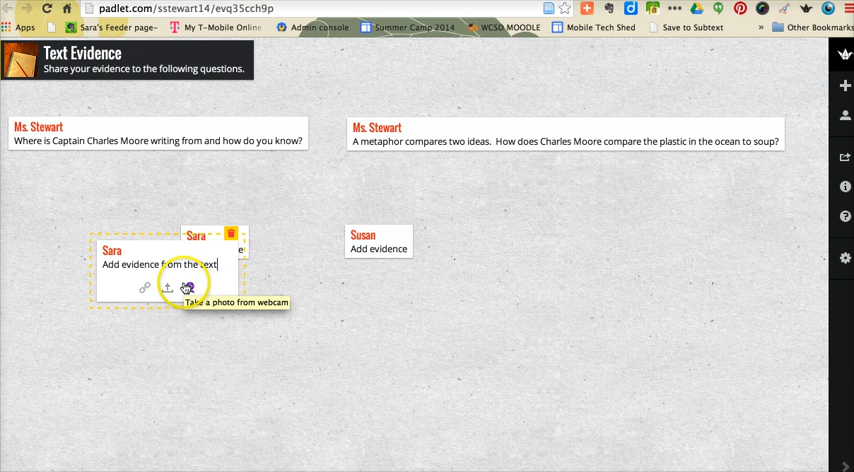 padlet.com/sstewart14/evq35cch9p
Apps
Sara's Feeder page-
My T-Mobile Online
Admin console
Summer Camp 2014
WCSD MOODLE
Mobile Tech Shed
Save to Subtext
»
Other Bookmarks
Text Evidence
Share your evidence to the following questions.
Ms. Stewart
Where is Captain Charles Moore writing from and how do you know?
Ms. Stewart
A metaphor compares two ideas. How does Charles Moore compare the plastic in the ocean to soup?
Sara
e
Sara
Add evidence from the text
Take a photo from webcam
Susan
Add evidence